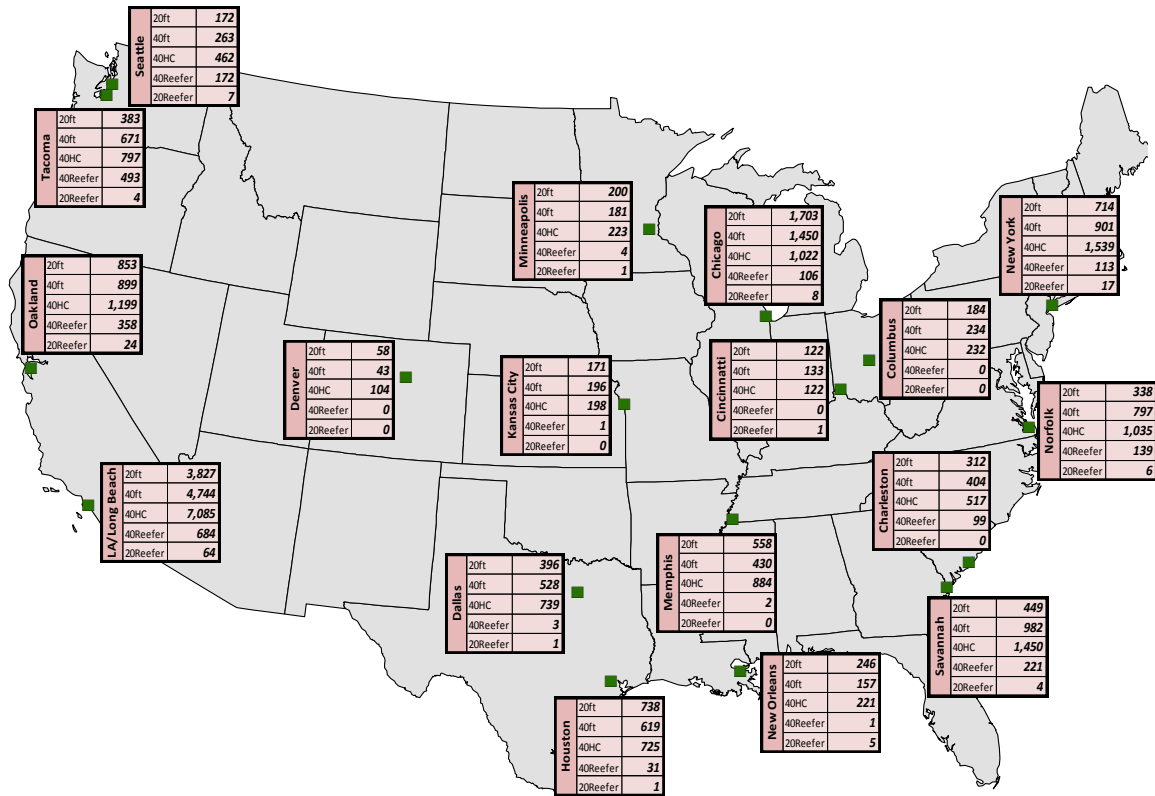 Seattle
20ft 172
40ft 263
40HC 462
40Reefer 172
20Reefer 7
Tacoma
20ft 383
40ft 671
40HC 797
40Reefer 493
20Reefer 4
Minneapolis
20ft 200
40ft 181
40HC 223
40Reefer 4
20Reefer 1
Chicago
20ft 1,703
40ft 1,450
40HC 1,022
40Reefer 106
20Reefer 8
New York
20ft 714
40ft 901
40HC 1,539
40Reefer 113
20Reefer 17
Oakland
20ft 853
40ft 899
40HC 1,199
40Reefer 358
20Reefer 24
Denver
20ft 58
40ft 43
40HC 104
40Reefer 0
20Reefer 0
Kansas City
20ft 171
40ft 196
40HC 198
40Reefer 1
20Reefer 0
Cincinnatti
20ft 122
40ft 133
40HC 122
40Reefer 0
20Reefer 1
Columbus
20ft 184
40ft 234
40HC 232
40Reefer 0
20Reefer 0
Norfolk
20ft 338
40ft 797
40HC 1,035
40Reefer 139
20Reefer 6
LA/Long Beach
20ft 3,827
40ft 4,744
40HC 7,085
40Reefer 684
20Reefer 64
Charleston
20ft 312
40ft 404
40HC 517
40Reefer 99
20Reefer 0
Dallas
20ft 396
40ft 528
40HC 739
40Reefer 3
20Reefer 1
Memphis
20ft 558
40ft 430
40HC 884
40Reefer 2
20Reefer 0
Savannah
20ft 449
40ft 982
40HC 1,450
40Reefer 221
20Reefer 4
New Orleans
20ft 246
40ft 157
40HC 221
40Reefer 1
20Reefer 5
Houston
20ft 738
40ft 619
40HC 725
40Reefer 31
20Reefer 1